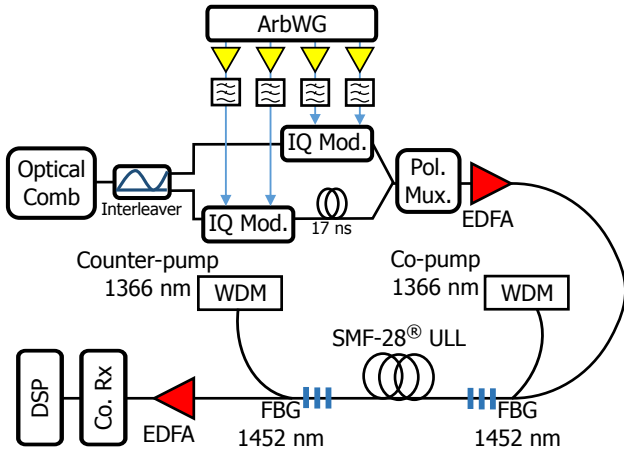 ArbWG
IQ Mod.
Optical
Comb
Interleaver
IQ Mod.
17 ns
Pol.
Mux.
EDFA
Counter-pump
1366 nm
WDM
Co-pump
1366 nm
WDM
SMF-28® ULL
DSP
Co. Rx
EDFA
FBG
1452 nm
FBG
1452 nm